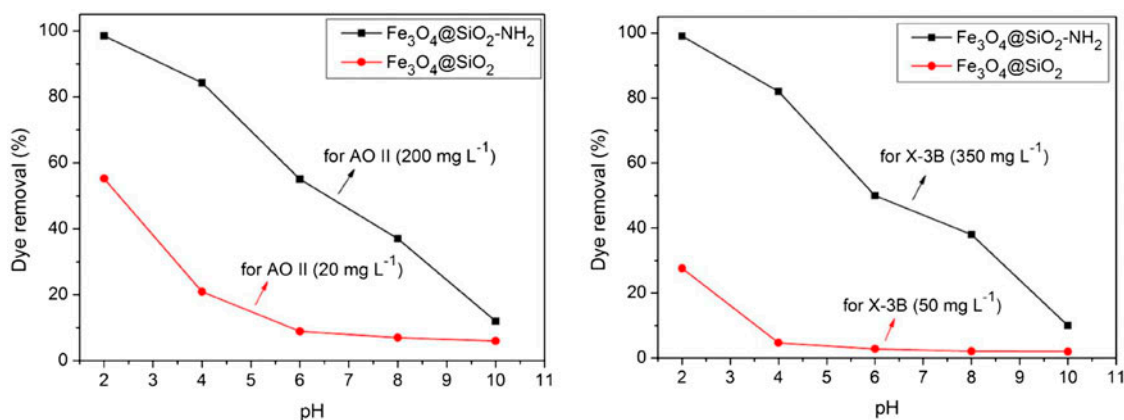 100
80
60
40
20
0
Dye removal (%)
Fe₃O₄@SiO₂-NH₂
Fe₃O₄@SiO₂
for AO II (200 mg L⁻¹)
for AO II (20 mg L⁻¹)
2 3 4 5 6 7 8 9 10 11
pH
100
80
60
40
20
0
Dye removal (%)
Fe₃O₄@SiO₂-NH₂
Fe₃O₄@SiO₂
for X-3B (350 mg L⁻¹)
for X-3B (50 mg L⁻¹)
2 3 4 5 6 7 8 9 10 11
pH